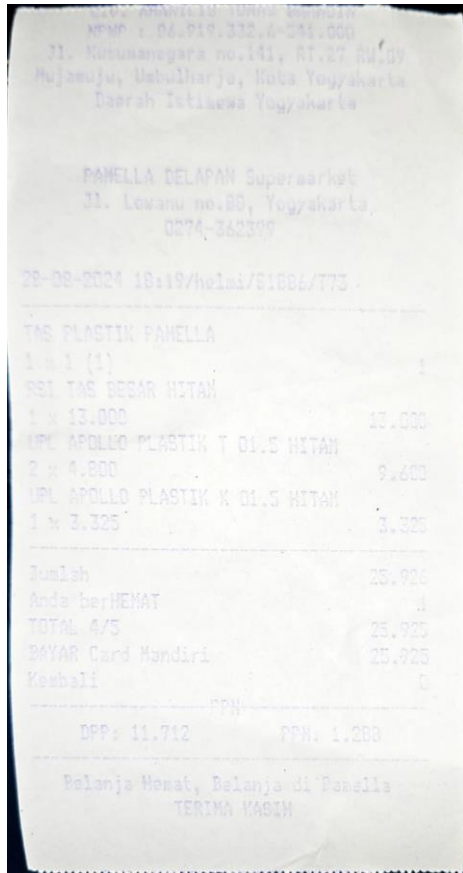 NPWP : 06.919.332.6-541.000
Jl. Kusumanegara no.141, RT.27 RW.09
Mujamuju, Umbulharjo, Kota Yogyakarta
Daerah Istimewa Yogyakarta
PAMELLA DELAPAN Supermarket
Jl. Lowanu no.88, Yogyakarta,
0274-362399
28-08-2024 18:19/helmi/S1886/T73
TAS PLASTIK PAMELLA
1 x 1 (1) 1
RSI TAS BESAR HITAM
1 x 13.000 13.000
UPL APOLLO PLASTIK T 01.5 HITAM
2 x 4.800 9.600
UPL APOLLO PLASTIK K 01.5 HITAM
1 x 3.325 3.325
Jumlah 25.926
Anda berHEMAT 1
TOTAL 4/5 25.925
BAYAR Card Mandiri 25.925
Kembali 0
PPN
DPP: 11.712 PPN: 1.288
Belanja Hemat, Belanja di Pamella
TERIMA KASIH